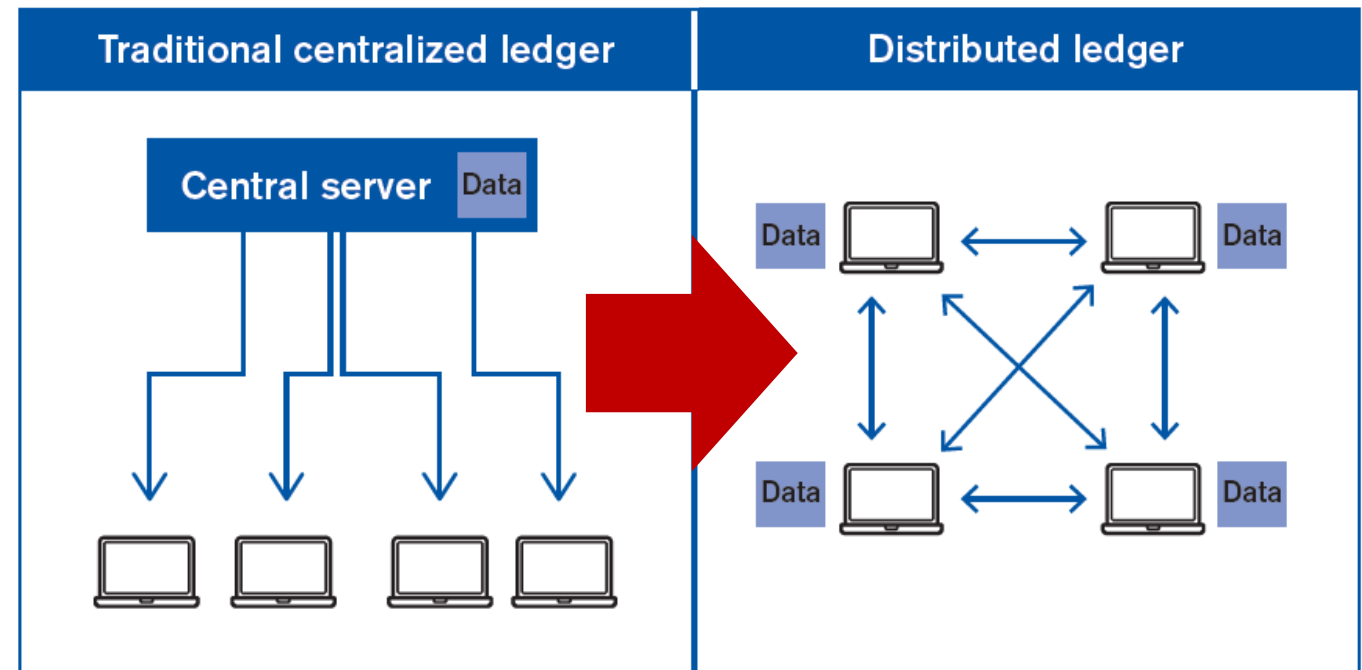 Traditional centralized ledger
Distributed ledger
Central server
Data
Data
Data
Data
Data